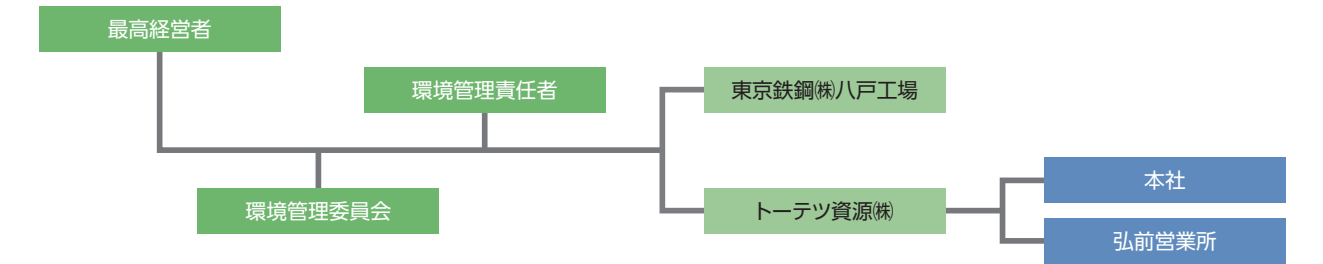 最高経営者
環境管理責任者
環境管理委員会
東京鉄鋼㈱八戸工場
トーテツ資源㈱
本社
弘前営業所